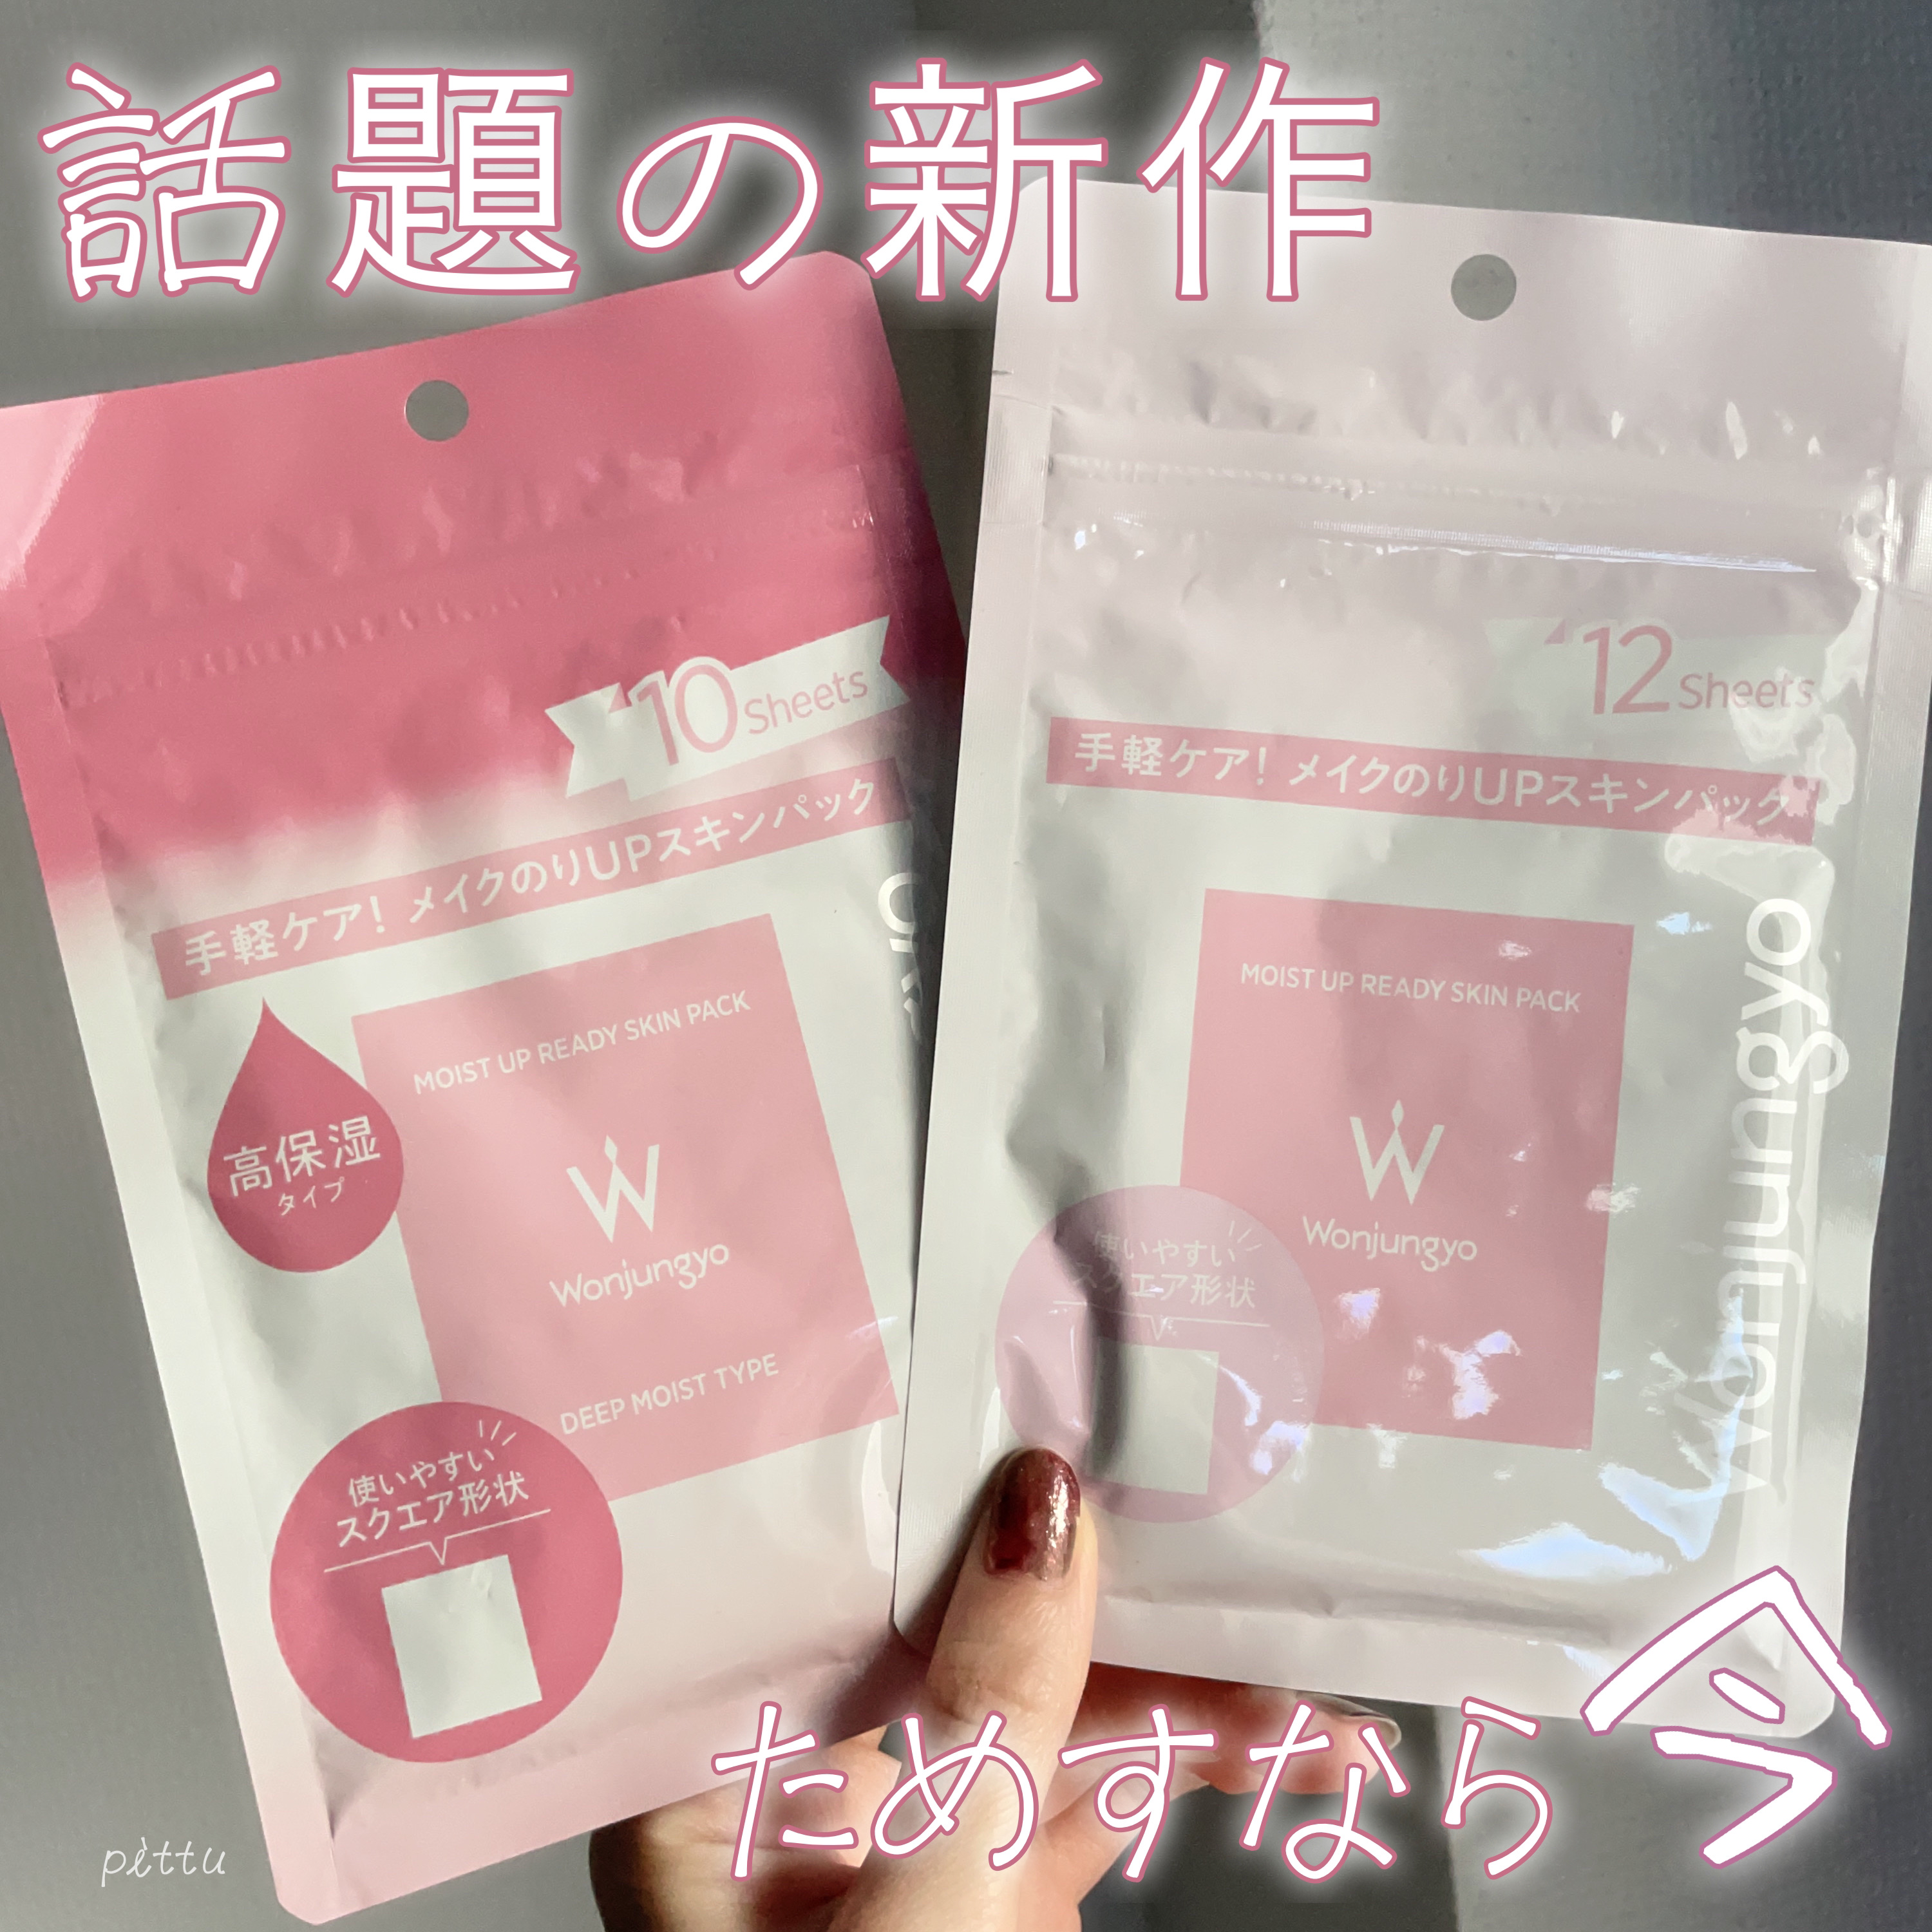 話題の新作
10 Sheets
手軽ケア! メイクのりUPスキンパック
MOIST UP READY SKIN PACK
高保湿
タイプ
Wonjungyo
DEEP MOIST TYPE
使いやすい
スクエア形状
12 Sheets
手軽ケア! メイクのりUPスキンパック
MOIST UP READY SKIN PACK
Wonjungyo
使いやすい
スクエア形状
Wonjungyo
ためすなら今
pèttu